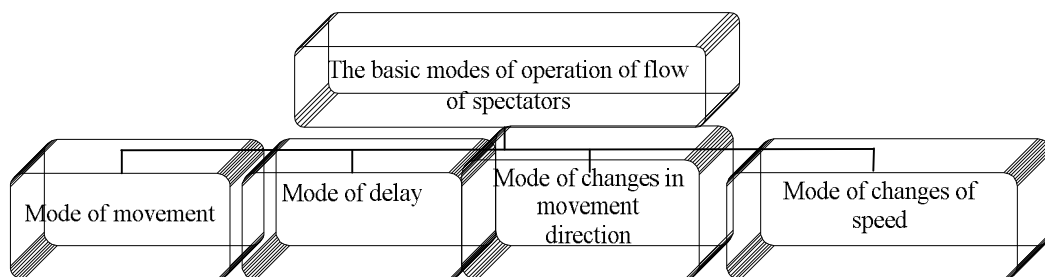 The basic modes of operation of flow
of spectators
Mode of movement
Mode of delay
Mode of changes in
movement
direction
Mode of changes of
speed